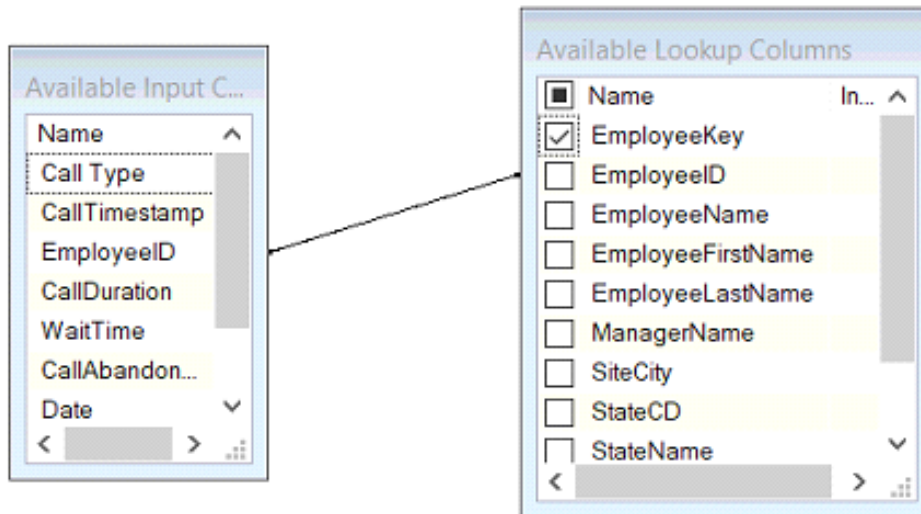 Available Input C...
Name
Call Type
CallTimestamp
EmployeeID
CallDuration
WaitTime
CallAbandon...
Date
Available Lookup Columns
Name In...
EmployeeKey
EmployeeID
EmployeeName
EmployeeFirstName
EmployeeLastName
ManagerName
SiteCity
StateCD
StateName